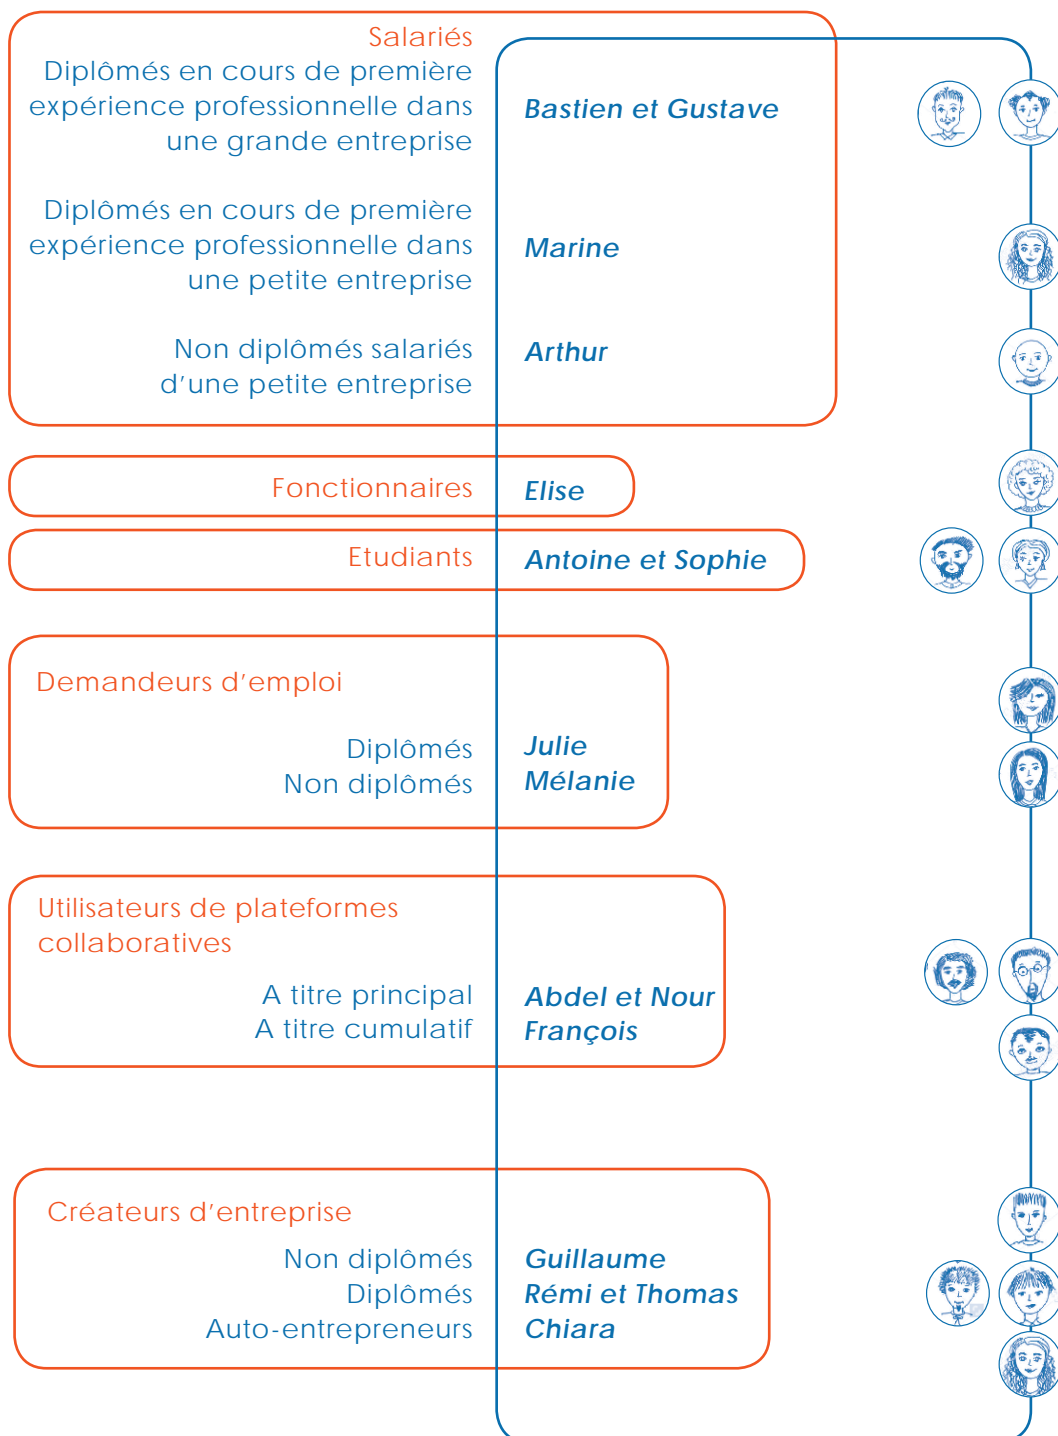 Salariés
Diplômés en cours de première
expérience professionnelle dans
une grande entreprise
Bastien et Gustave
Diplômés en cours de première
expérience professionnelle dans
une petite entreprise
Marine
Non diplômés salariés
d'une petite entreprise
Arthur
Fonctionnaires
Elise
Etudiants
Antoine et Sophie
Demandeurs d'emploi
Diplômés
Julie
Non diplômés
Mélanie
Utilisateurs de plateformes
collaboratives
A titre principal
Abdel et Nour
A titre cumulatif
François
Créateurs d'entreprise
Non diplômés
Guillaume
Diplômés
Rémi et Thomas
Auto-entrepreneurs
Chiara